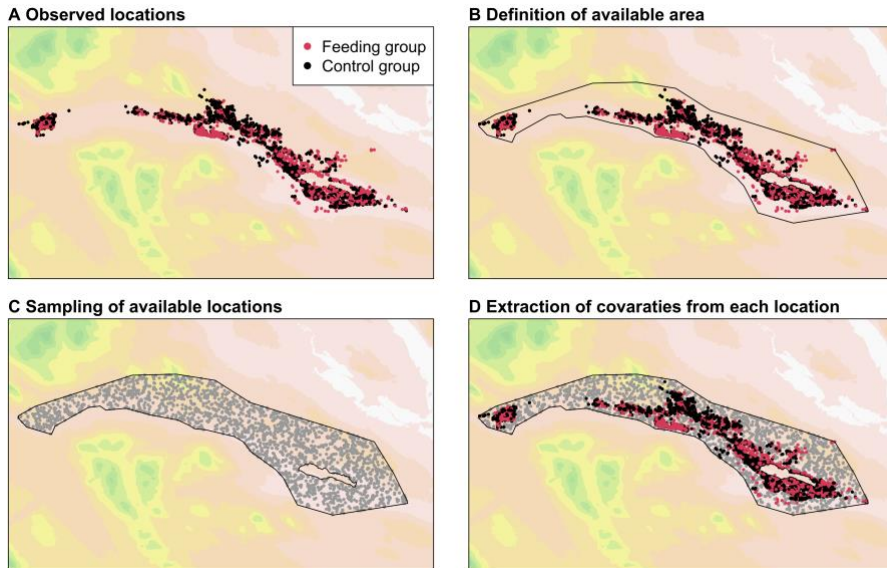 A Observed locations
Feeding group
Control group
B Definition of available area
C Sampling of available locations
D Extraction of covaraties from each location